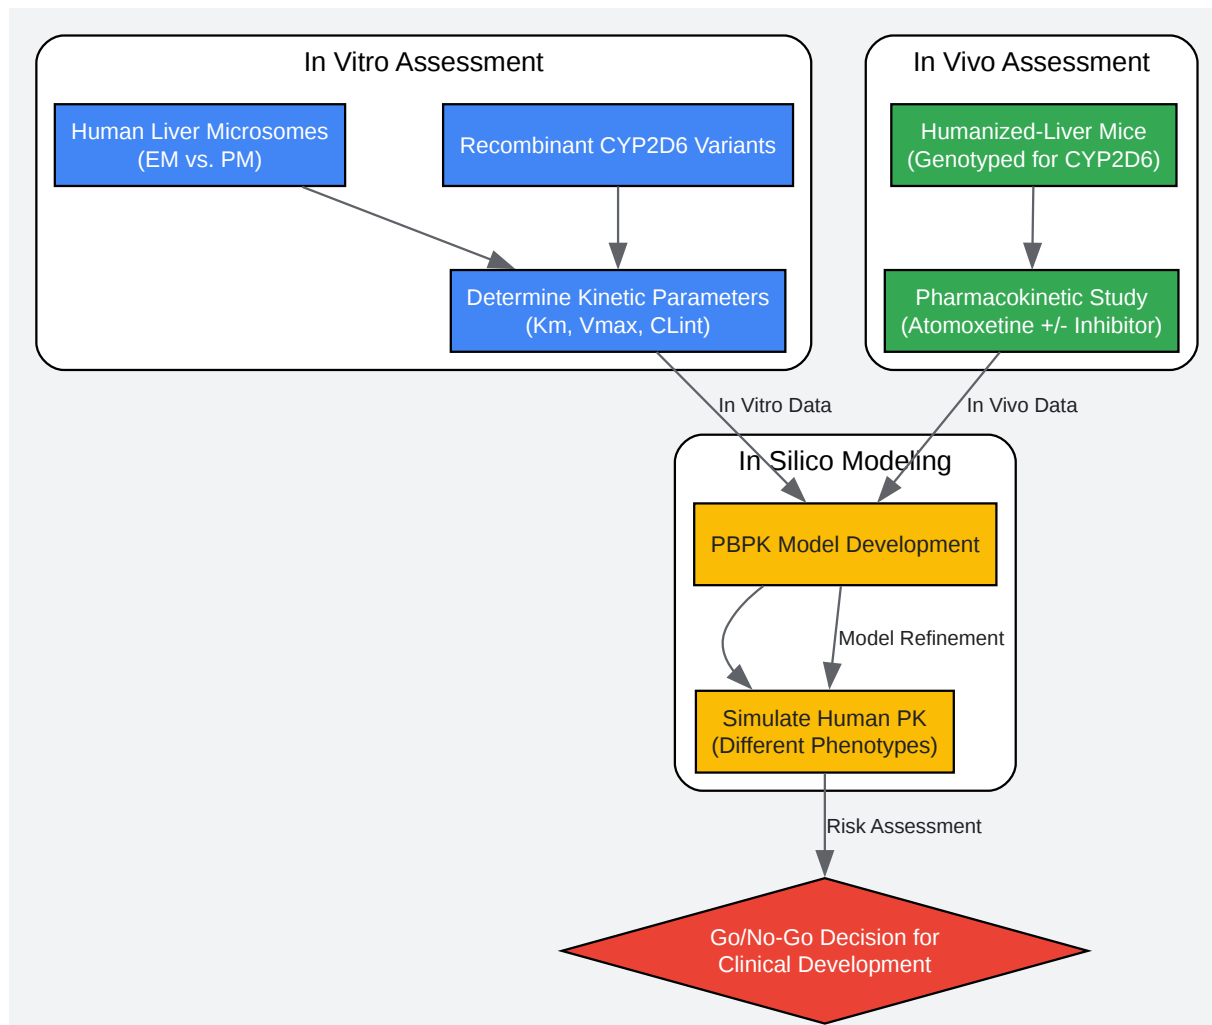 In Vitro Assessment
Human Liver Microsomes
(EM vs. PM)
Recombinant CYP2D6 Variants
Determine Kinetic Parameters
(Km, Vmax, CLint)
In Vivo Assessment
Humanized-Liver Mice
(Genotyped for CYP2D6)
Pharmacokinetic Study
(Atomoxetine +/- Inhibitor)
In Vitro Data
In Vivo Data
In Silico Modeling
PBPK Model Development
Model Refinement
Simulate Human PK
(Different Phenotypes)
Risk Assessment
Go/No-Go Decision for
Clinical Development